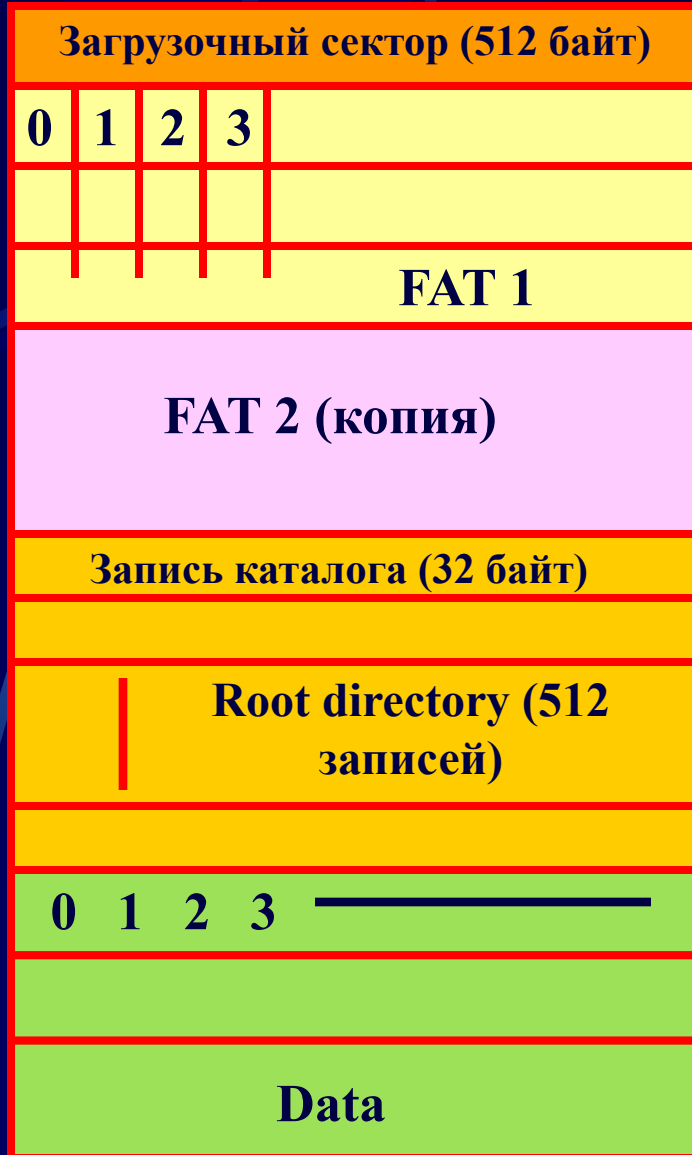 Загрузочный сектор (512 байт)
0 1 2 3
FAT 1
FAT 2 (копия)
Запись каталога (32 байт)
Root directory (512
записей)
0 1 2 3
Data